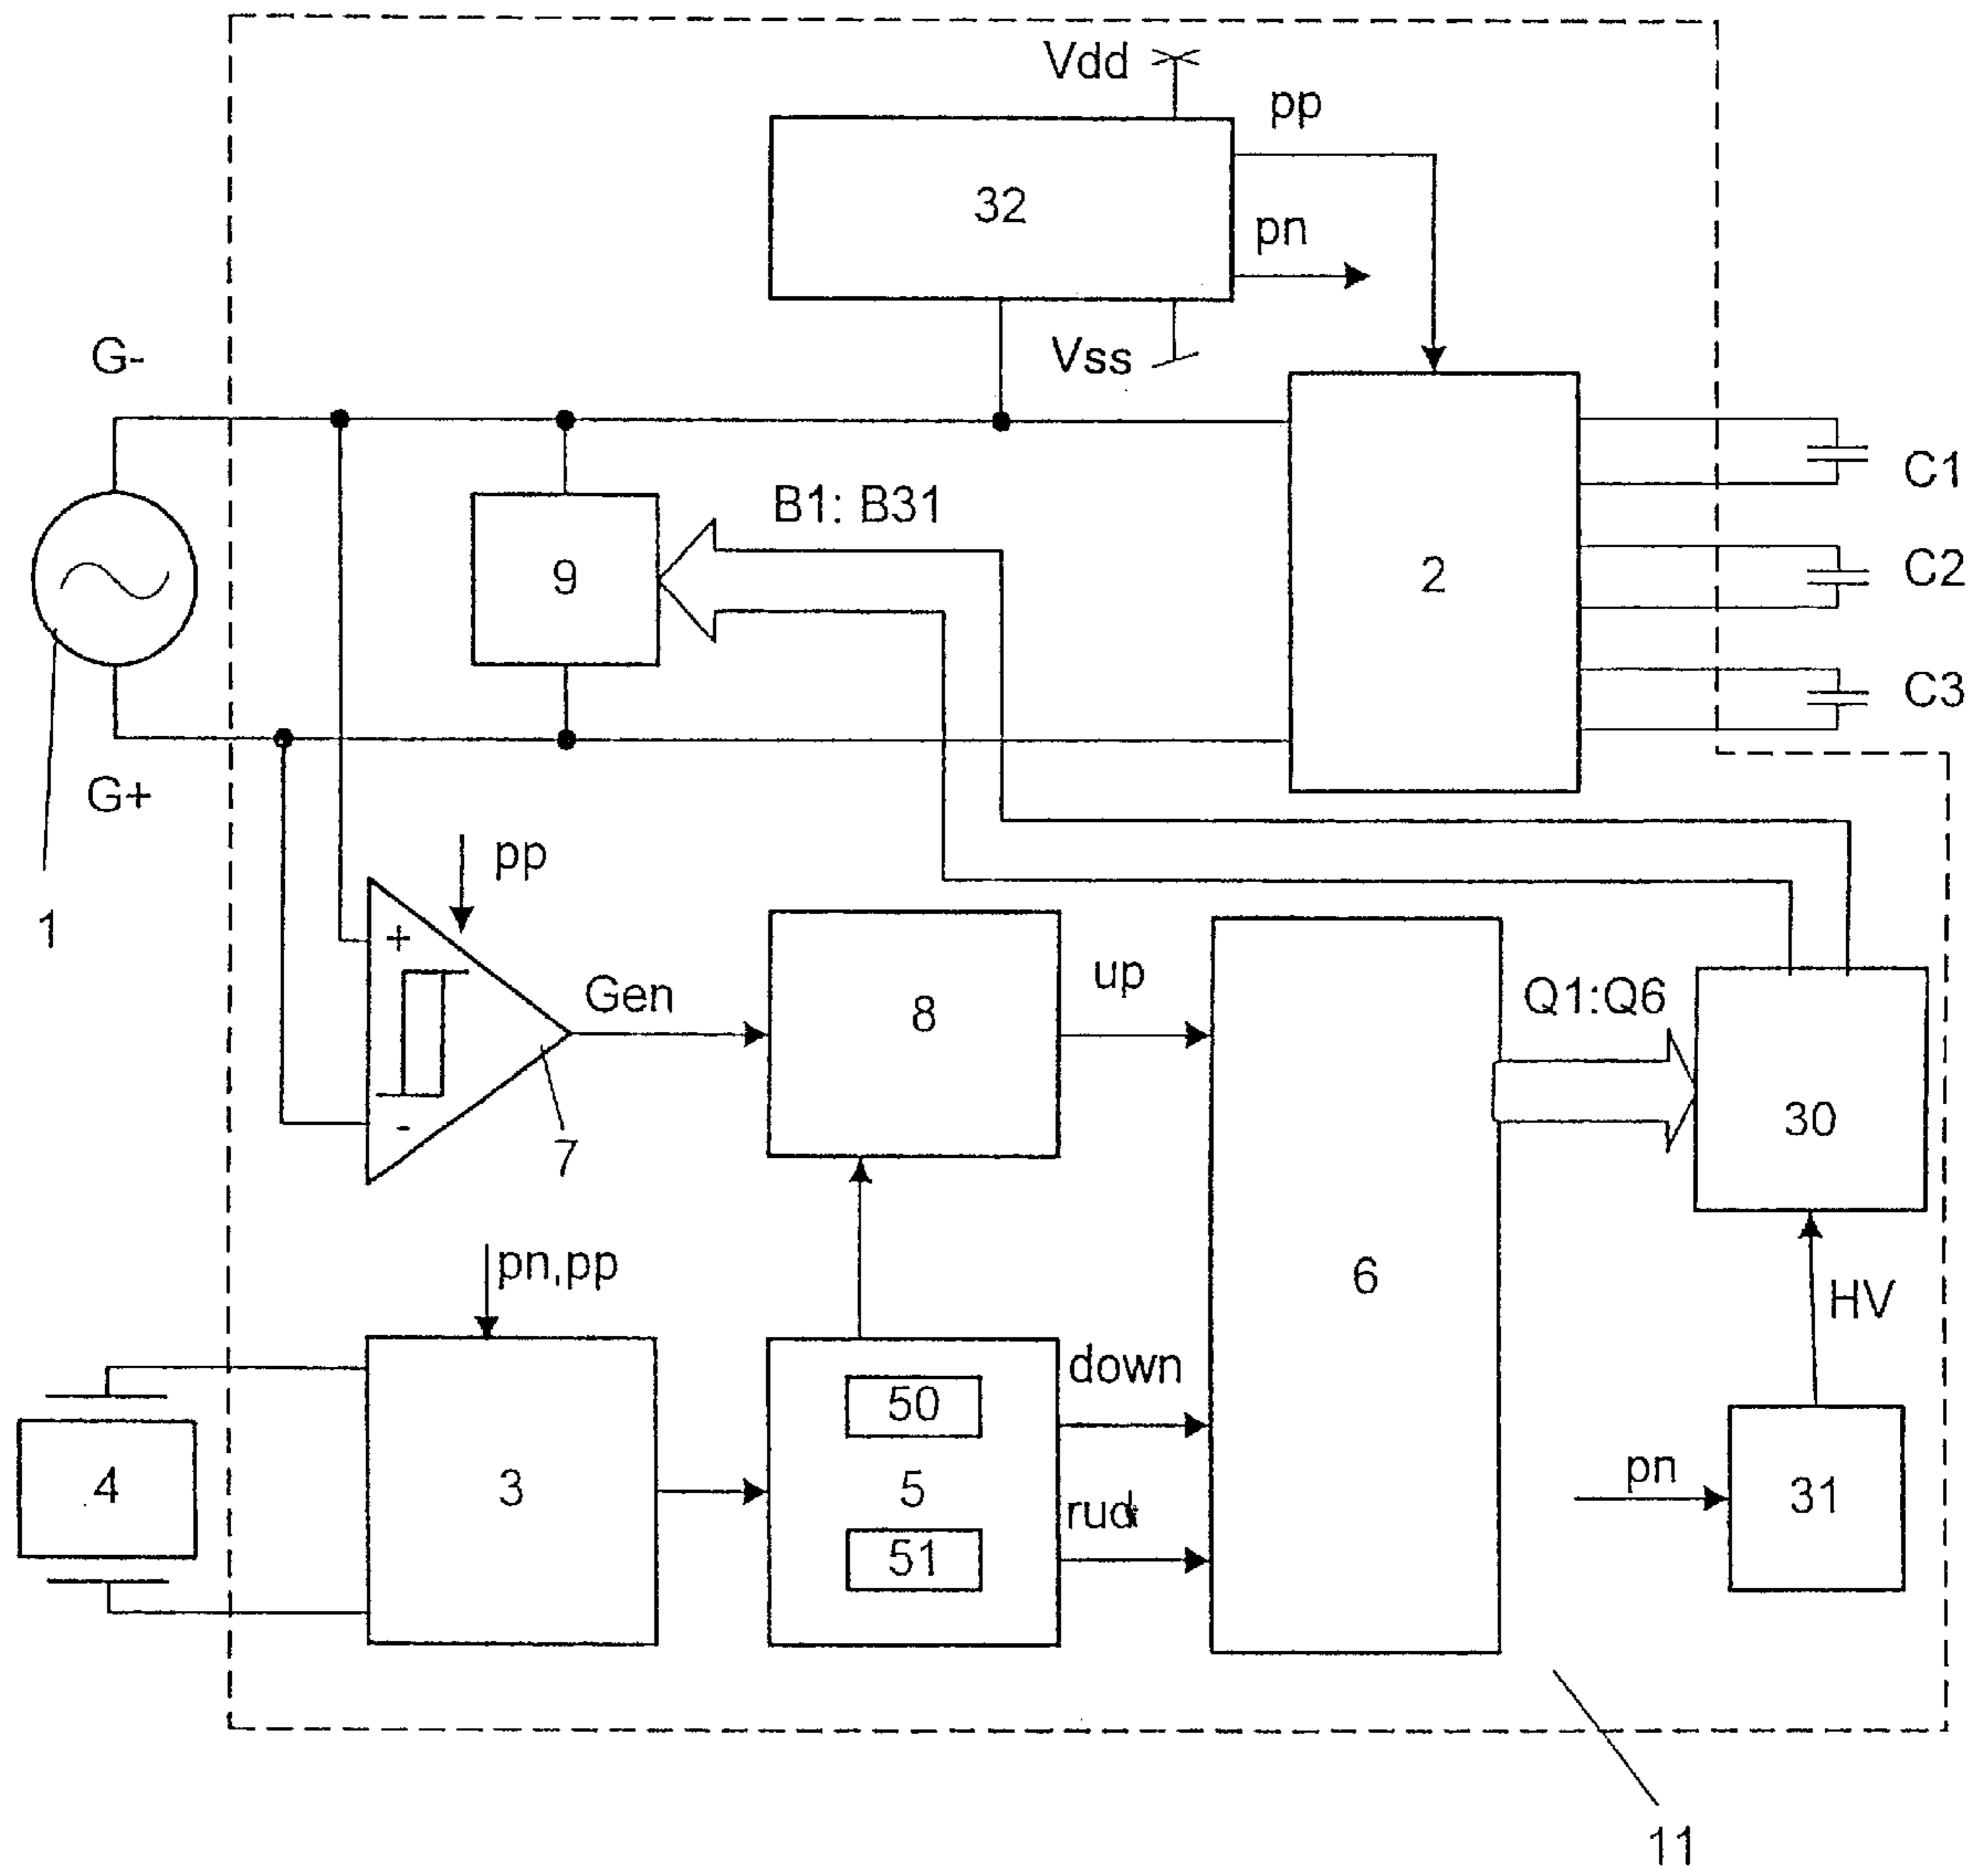 Vdd
pp
32
pn
Vss
G-
C1
B1: B31
9
2
C2
C3
G+
pp
1
+
Gen
8
up
Q1:Q6
-
7
30
pn,pp
6
HV
down
50
4
3
5
pn
31
51
11